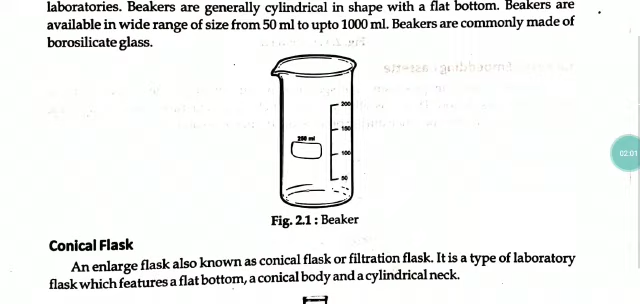 laboratories. Beakers are generally cylindrical in shape with a flat bottom. Beakers are
available in wide range of size from 50 ml to upto 1000 ml. Beakers are commonly made of
borosilicate glass.
200
150
250 ml
100
50
Fig. 2.1 : Beaker
Conical Flask
An enlarge flask also known as conical flask or filtration flask. It is a type of laboratory
flask which features a flat bottom, a conical body and a cylindrical neck.
02:01